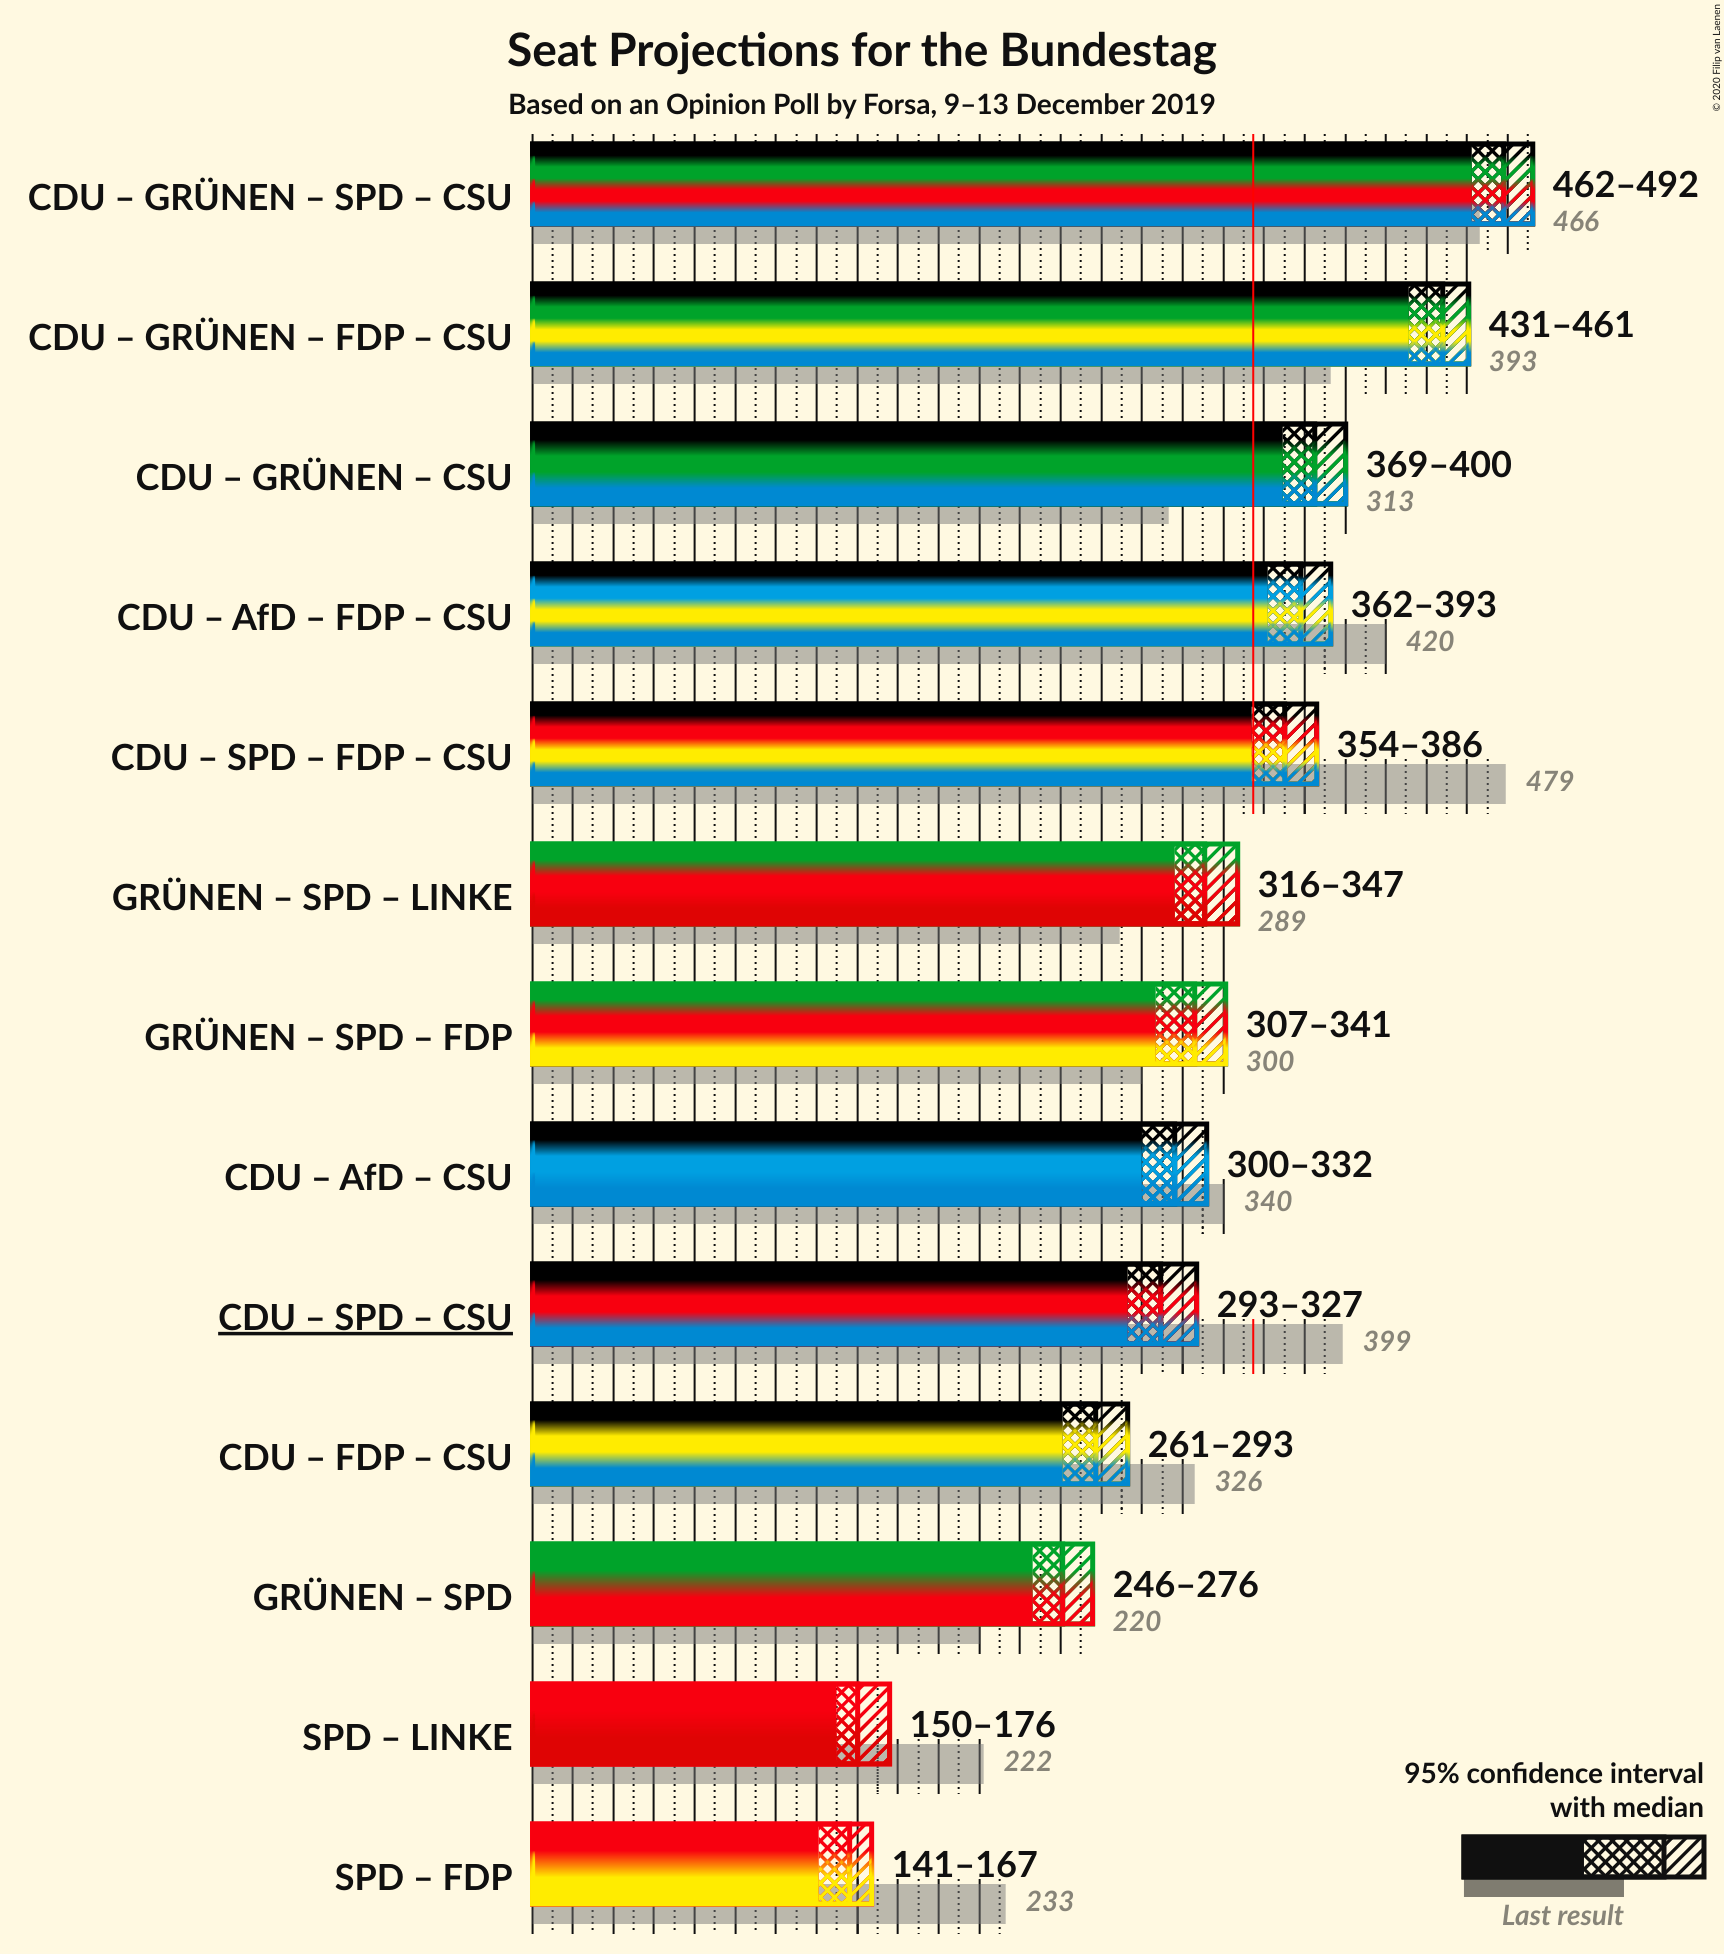 © 2020 Filip van Laenen
Seat Projections for the Bundestag
Based on an Opinion Poll by Forsa, 9–13 December 2019
CDU – GRÜNEN – SPD – CSU
462–492
466
CDU – GRÜNEN – FDP – CSU
431–461
393
CDU – GRÜNEN – CSU
369–400
313
CDU – AfD – FDP – CSU
362–393
420
CDU – SPD – FDP – CSU
354–386
479
GRÜNEN – SPD – LINKE
316–347
289
GRÜNEN – SPD – FDP
307–341
300
CDU – AfD – CSU
300–332
340
CDU – SPD – CSU
293–327
399
CDU – FDP – CSU
261–293
326
GRÜNEN – SPD
246–276
220
SPD – LINKE
150–176
222
SPD – FDP
141–167
233
95% confidence interval
with median
Last result